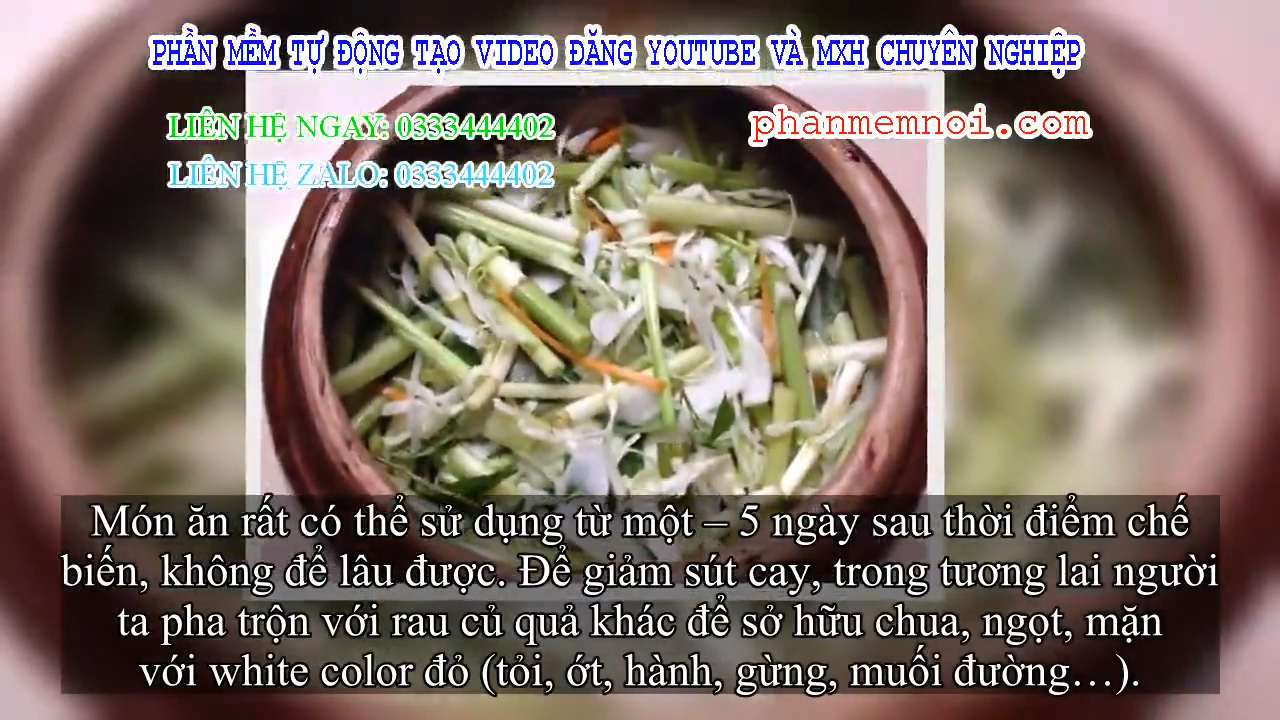 PHẦN MỀM TỰ ĐỘNG TẠO VIDEO ĐĂNG YOUTUBE VÀ MXH CHUYÊN NGHIỆP
LIÊN HỆ NGAY: 0333444402
phanmemnoi.com
LIÊN HỆ ZALO: 0333444402
Món ăn rất có thể sử dụng từ một – 5 ngày sau thời điểm chế
biến, không để lâu được. Để giảm sút cay, trong tương lai người
ta pha trộn với rau củ quả khác để sở hữu chua, ngọt, mặn
với white color đỏ (tỏi, ớt, hành, gừng, muối đường…).